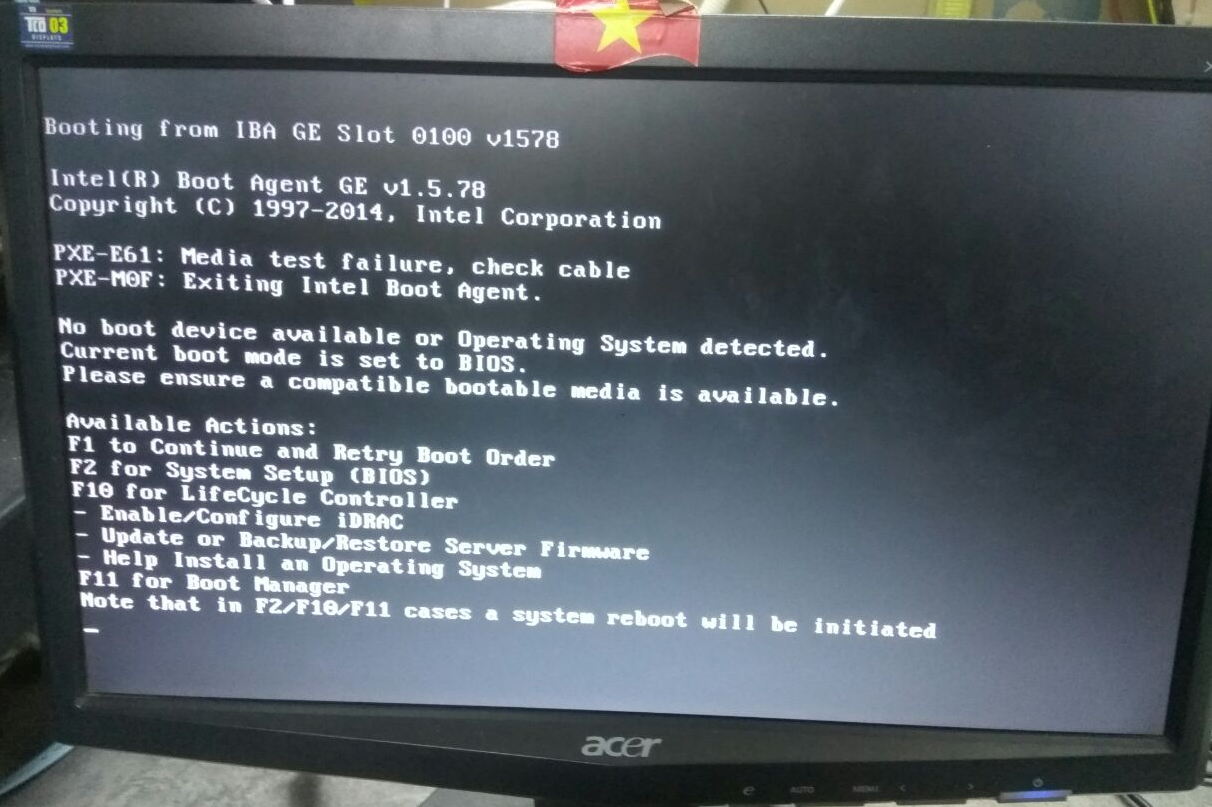 TCO 03
DISPLAYS
Booting from IBA GE Slot 0100 v1578
Intel(R) Boot Agent GE v1.5.78
Copyright (C) 1997-2014, Intel Corporation
PXE-E61: Media test failure, check cable
PXE-M0F: Exiting Intel Boot Agent.
No boot device available or Operating System detected.
Current boot mode is set to BIOS.
Please ensure a compatible bootable media is available.
Available Actions:
F1 to Continue and Retry Boot Order
F2 for System Setup (BIOS)
F10 for LifeCycle Controller
- Enable/Configure iDRAC
- Update or Backup/Restore Server Firmware
- Help Install an Operating System
F11 for Boot Manager
Note that in F2/F10/F11 cases a system reboot will be initiated
acer
e AUTO MENU < >